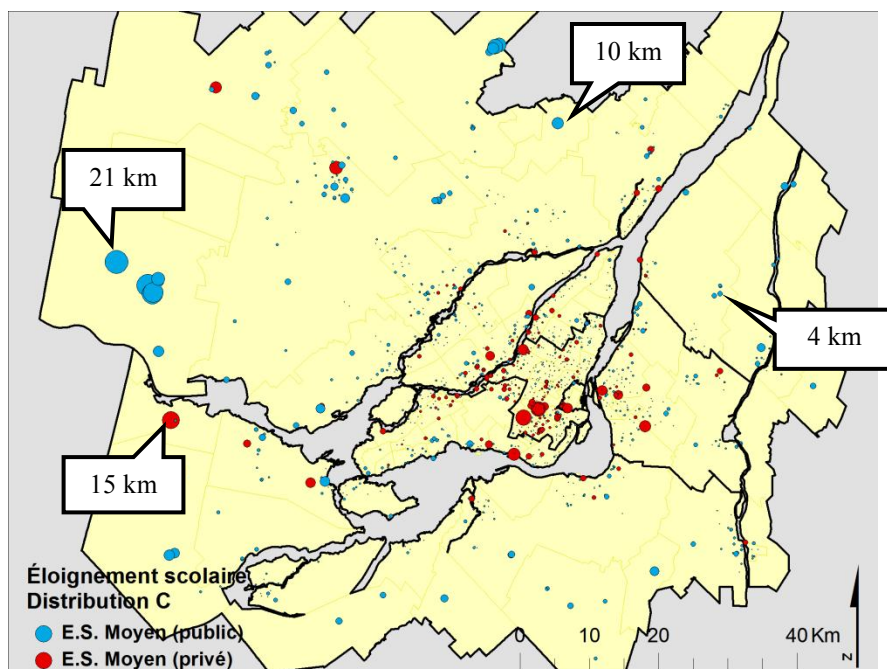 10 km
21 km
4 km
15 km
Éloignement scolaire
Distribution C
E.S. Moyen (public)
E.S. Moyen (privé)
0 10 20 40 Km
N